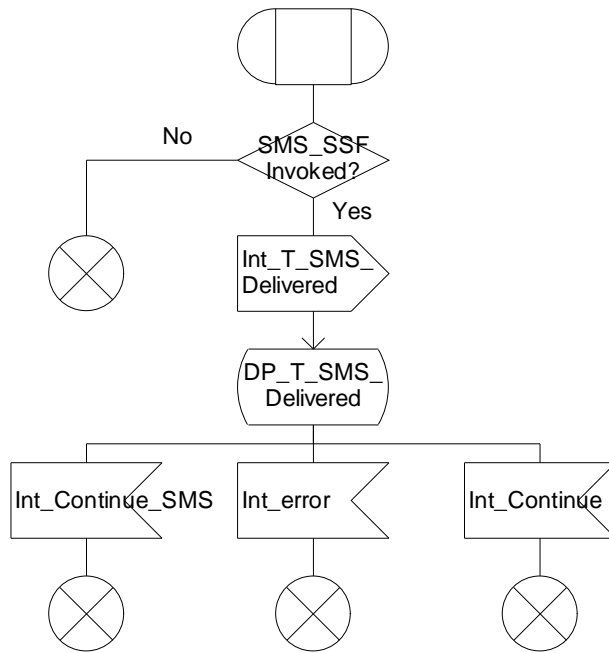 No
SMS_SSF
Invoked?
Yes
Int_T_SMS_
Delivered
DP_T_SMS_
Delivered
Int_Continue_SMS
Int_error
Int_Continue